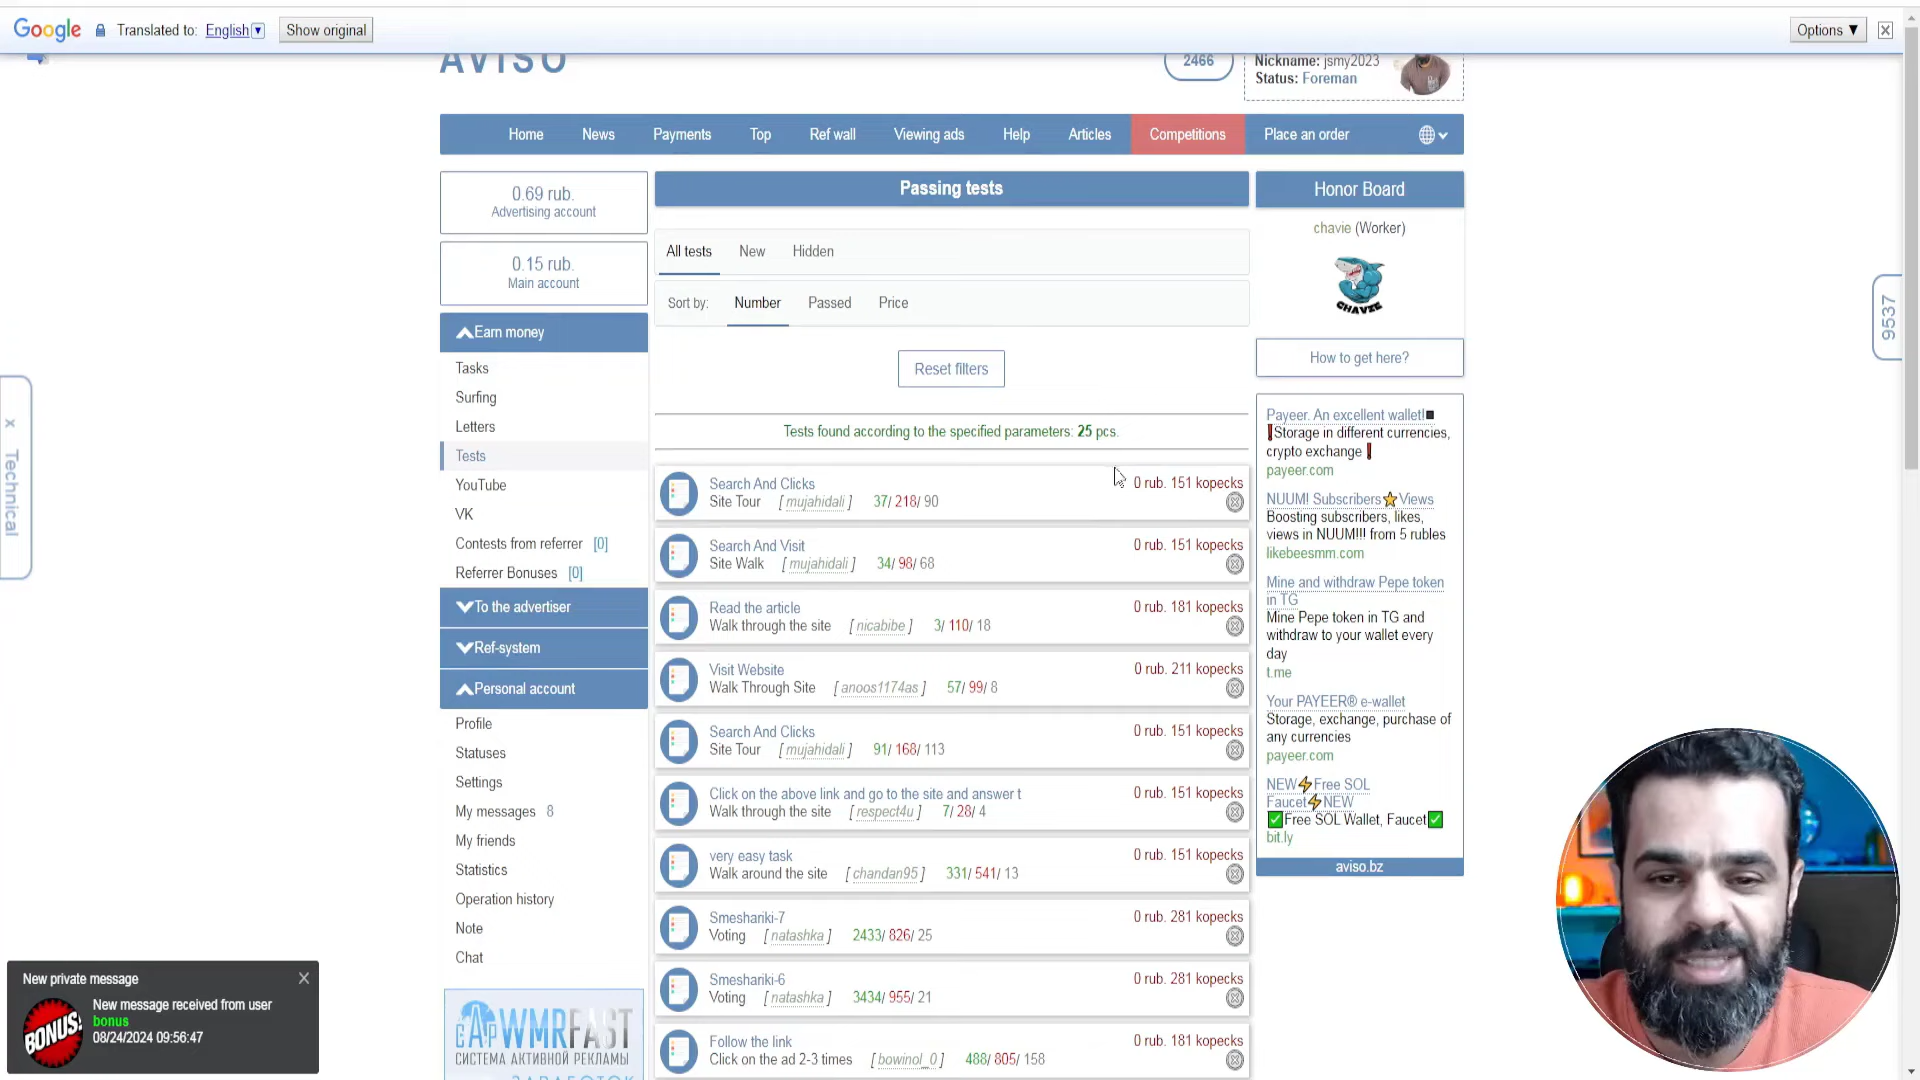 Google Translated to: English Show original Options ▼
AVISO
2466
Nickname: jsmy2023
Status: Foreman
Home News Payments Top Ref wall Viewing ads Help Articles Competitions Place an order
0.69 rub.
Advertising account
0.15 rub.
Main account
Earn money
Tasks
Surfing
Letters
Tests
YouTube
VK
Contests from referrer [0]
Referrer Bonuses [0]
To the advertiser
Ref-system
Personal account
Profile
Statuses
Settings
My messages 8
My friends
Statistics
Operation history
Note
Chat
CAPWMRFAST
СИСТЕМА АКТИВНОЙ РЕКЛАМЫ
ЗАРАБОТОК
Passing tests
All tests New Hidden
Sort by: Number Passed Price
Reset filters
Tests found according to the specified parameters: 25 pcs.
Search And Clicks 0 rub. 151 kopecks
Site Tour [ mujahidali ] 37/ 218/ 90
Search And Visit 0 rub. 151 kopecks
Site Walk [ mujahidali ] 34/ 98/ 68
Read the article 0 rub. 181 kopecks
Walk through the site [ nicabibe ] 3/ 110/ 18
Visit Website 0 rub. 211 kopecks
Walk Through Site [ anoos1174as ] 57/ 99/ 8
Search And Clicks 0 rub. 151 kopecks
Site Tour [ mujahidali ] 91/ 168/ 113
Click on the above link and go to the site and answer t 0 rub. 151 kopecks
Walk through the site [ respect4u ] 7/ 28/ 4
very easy task 0 rub. 151 kopecks
Walk around the site [ chandan95 ] 331/ 541/ 13
Smeshariki-7 0 rub. 281 kopecks
Voting [ natashka ] 2433/ 826/ 25
Smeshariki-6 0 rub. 281 kopecks
Voting [ natashka ] 3434/ 955/ 21
Follow the link 0 rub. 181 kopecks
Click on the ad 2-3 times [ bowinol_0 ] 488/ 805/ 158
Honor Board
chavie (Worker)
CHAVEE
How to get here?
Payeer. An excellent wallet!
❗Storage in different currencies,
crypto exchange❗
payeer.com
NUUM! Subscribers⭐Views
Boosting subscribers, likes,
views in NUUM!!! from 5 rubles
likebeesmm.com
Mine and withdraw Pepe token
in TG
Mine Pepe token in TG and
withdraw to your wallet every
day
t.me
Your PAYEER® e-wallet
Storage, exchange, purchase of
any currencies
payeer.com
NEW⚡Free SOL
Faucet⚡NEW
✅Free SOL Wallet, Faucet✅
bit.ly
aviso.bz
9537
x Technical
New private message
New message received from user
bonus
08/24/2024 09:56:47
BONUS!